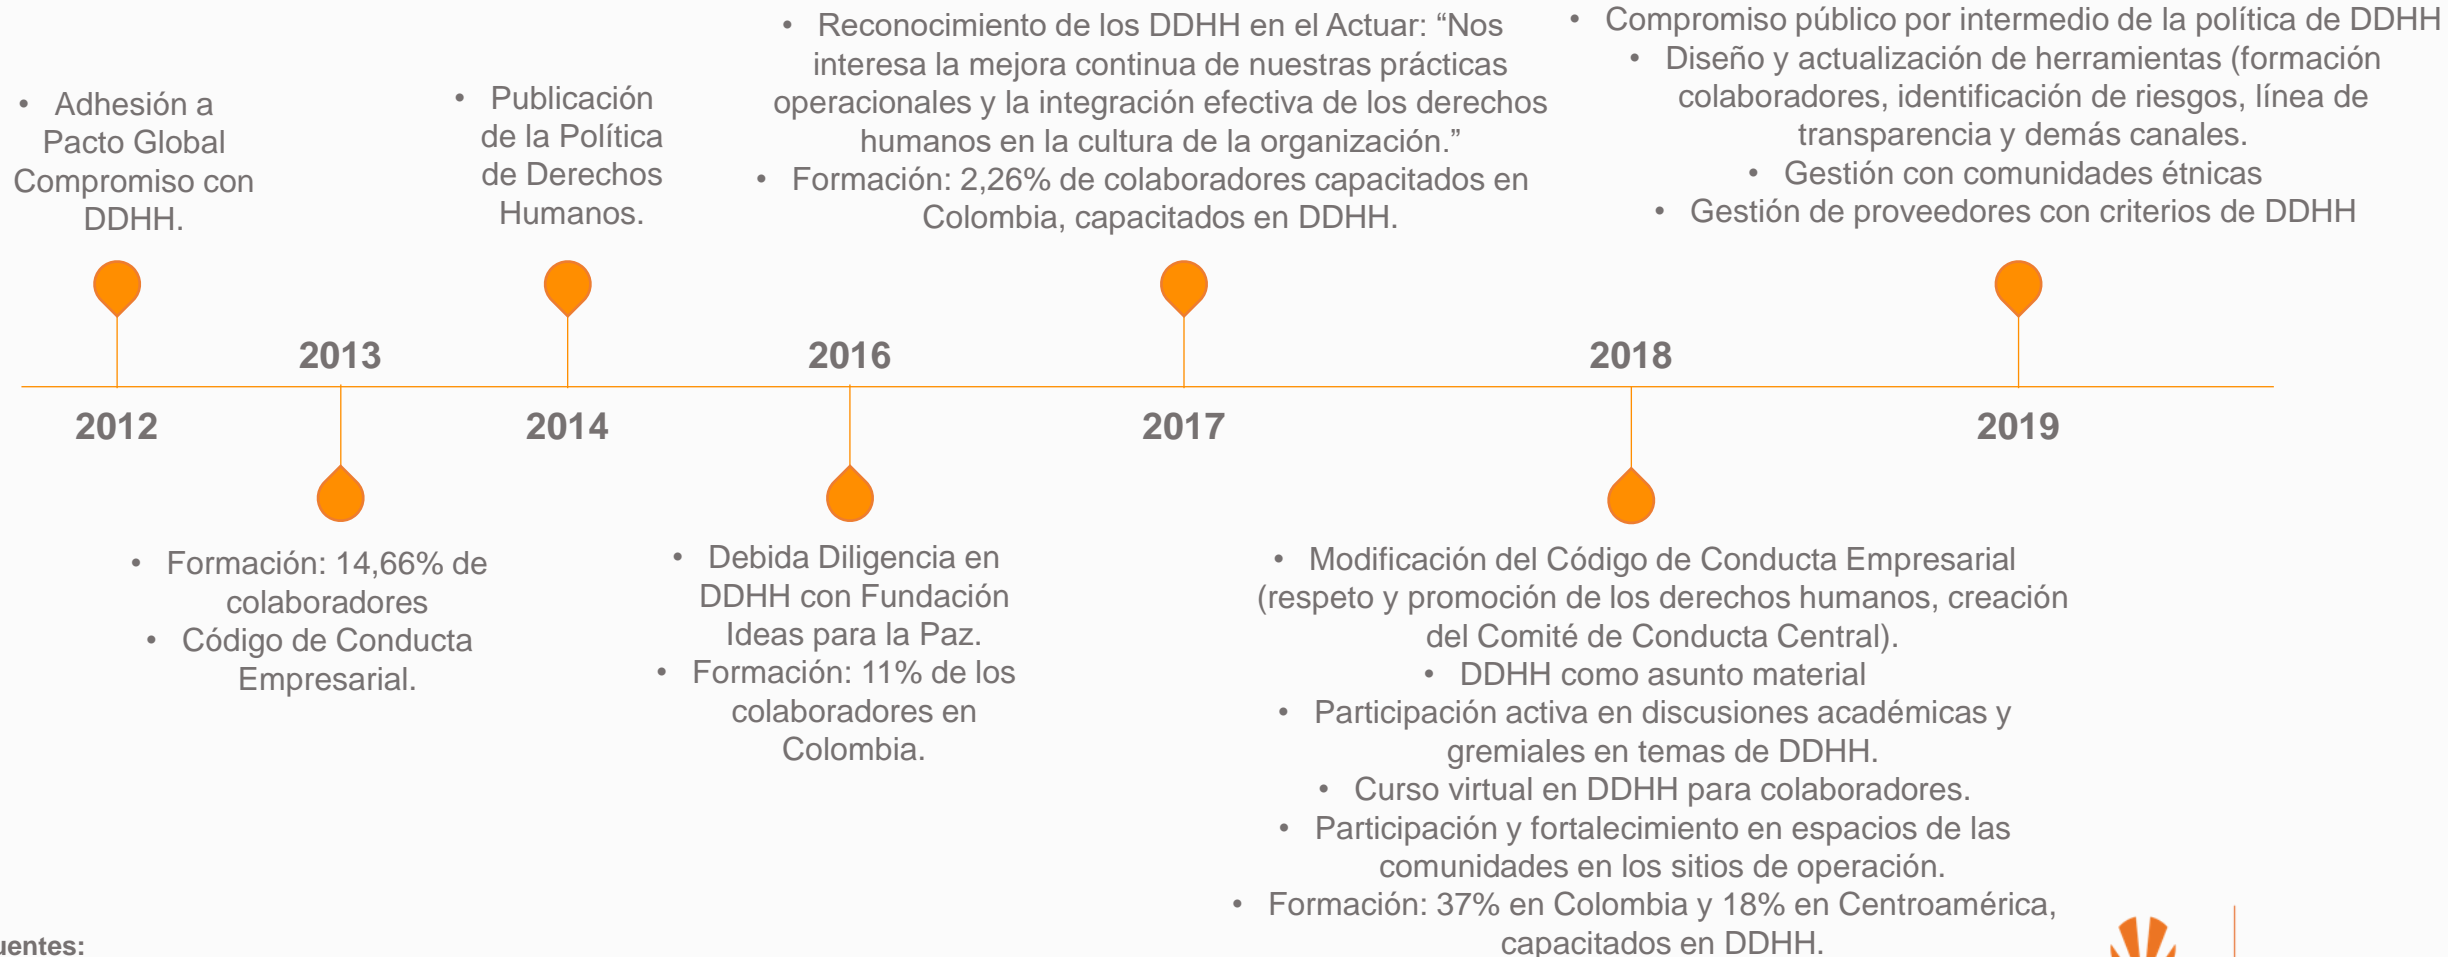 • Adhesión a
Pacto Global
Compromiso con
DDHH.
• Publicación
de la Política
de Derechos
Humanos.
• Reconocimiento de los DDHH en el Actuar: “Nos
interesa la mejora continua de nuestras prácticas
operacionales y la integración efectiva de los derechos
humanos en la cultura de la organización.”
• Formación: 2,26% de colaboradores capacitados en
Colombia, capacitados en DDHH.
• Compromiso público por intermedio de la política de DDHH
• Diseño y actualización de herramientas (formación
colaboradores, identificación de riesgos, línea de
transparencia y demás canales.
• Gestión con comunidades étnicas
• Gestión de proveedores con criterios de DDHH
2013
2016
2018
2012
2014
2017
2019
• Formación: 14,66% de
colaboradores
• Código de Conducta
Empresarial.
• Debida Diligencia en
DDHH con Fundación
Ideas para la Paz.
• Formación: 11% de los
colaboradores en
Colombia.
• Modificación del Código de Conducta Empresarial
(respeto y promoción de los derechos humanos, creación
del Comité de Conducta Central).
• DDHH como asunto material
• Participación activa en discusiones académicas y
gremiales en temas de DDHH.
• Curso virtual en DDHH para colaboradores.
• Participación y fortalecimiento en espacios de las
comunidades en los sitios de operación.
• Formación: 37% en Colombia y 18% en Centroamérica,
capacitados en DDHH.
uentes: